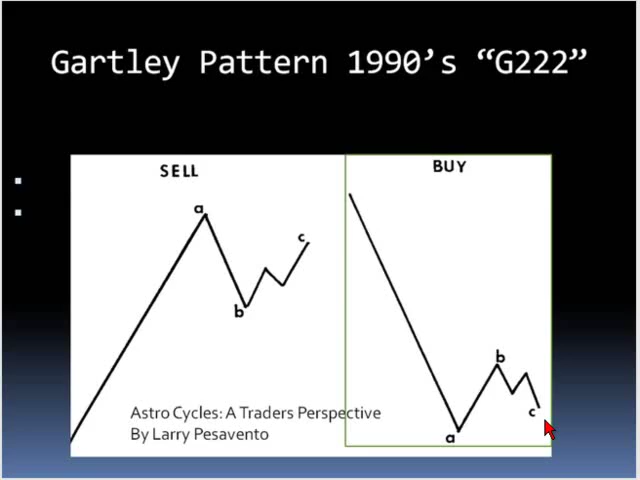 Gartley Pattern 1990's “G222”
SELL
a
b
c
BUY
b
a
c
Astro Cycles: A Traders Perspective
By Larry Pesavento